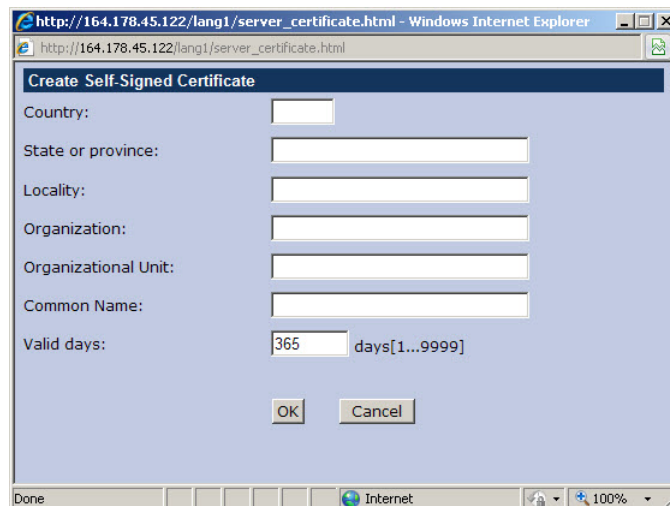 http://164.178.45.122/lang1/server_certificate.html - Windows Internet Explorer
http://164.178.45.122/lang1/server_certificate.html
Create Self-Signed Certificate
Country:
State or province:
Locality:
Organization:
Organizational Unit:
Common Name:
Valid days: 365 days[1...9999]
OK Cancel
Done Internet 100%